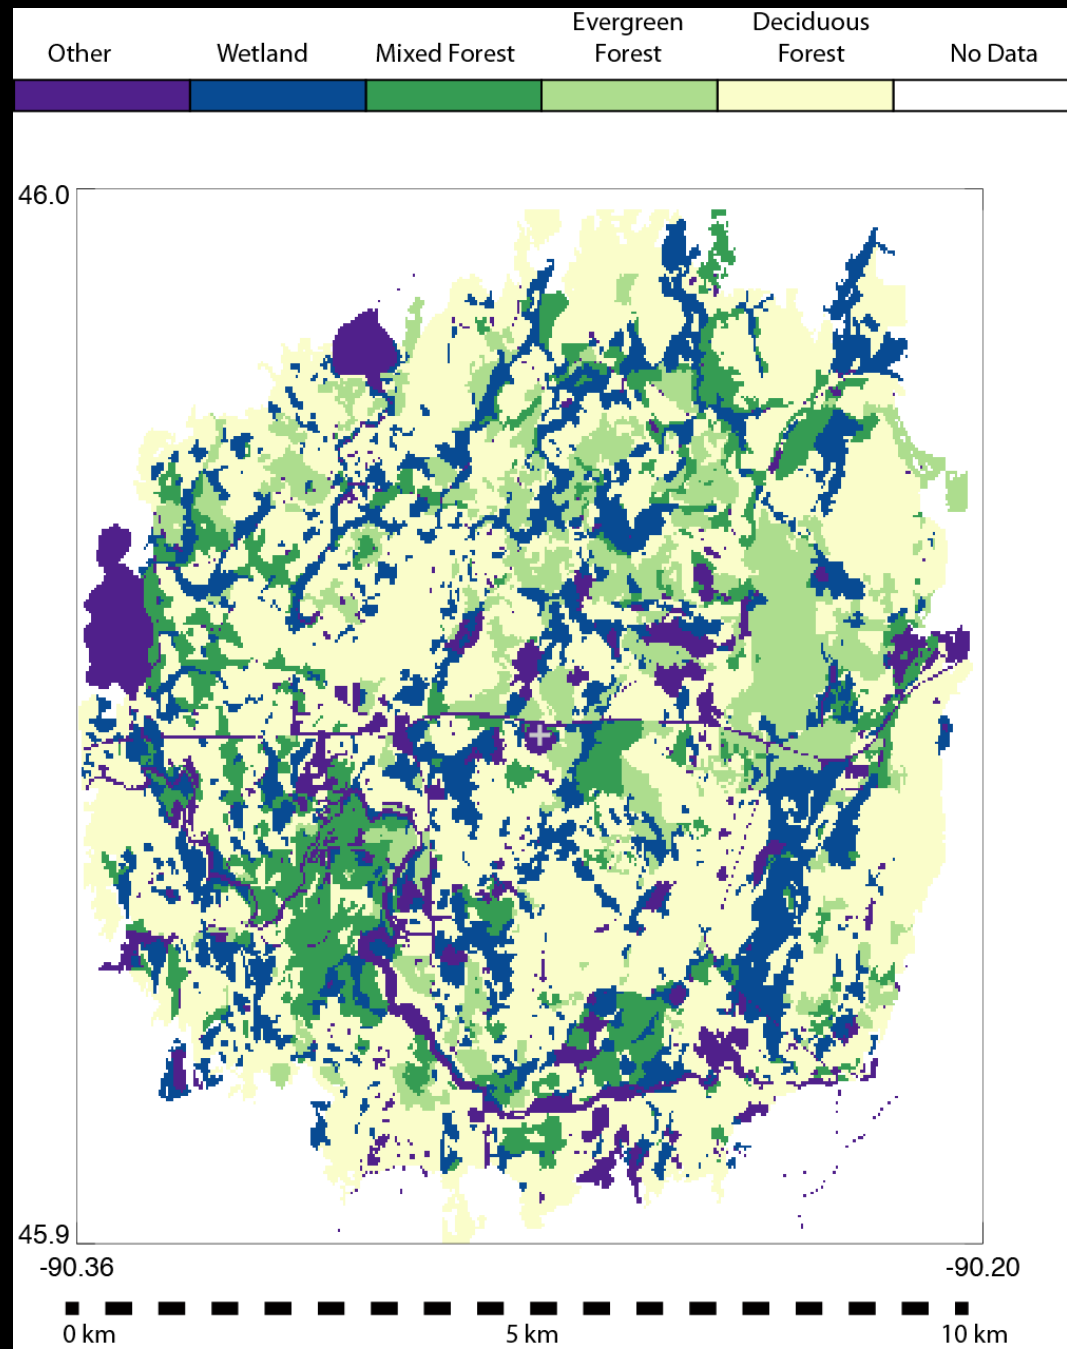 Other Wetland Mixed Forest Evergreen Forest Deciduous Forest No Data
46.0
45.9
-90.36 -90.20
0 km 5 km 10 km